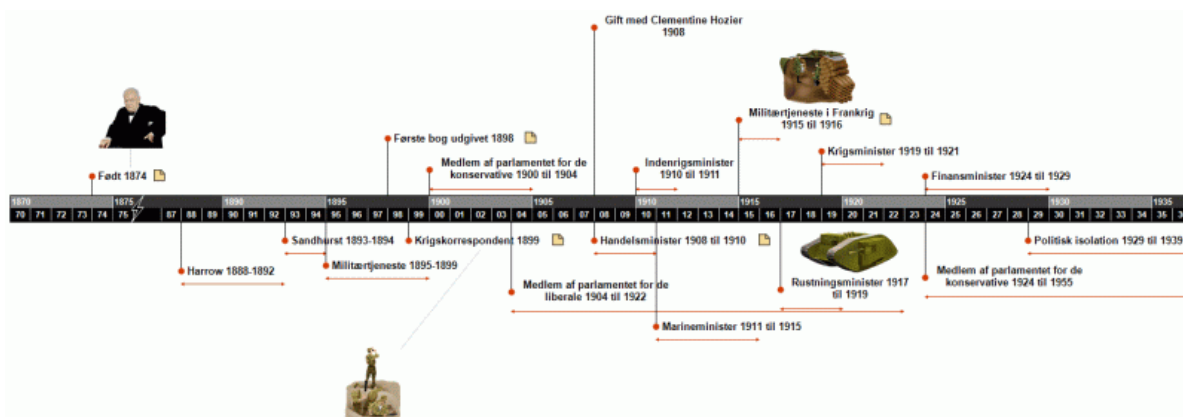 Gift med Clementine Hozier
1908
Militærtjeneste i Frankrig
1915 til 1916
Første bog udgivet 1898
Medlem af parlamentet for de
konservative 1900 til 1904
Indenrigsminister
1910 til 1911
Krigsminister 1919 til 1921
Født 1874
Finansminister 1924 til 1929
1870 1875 1890 1895 1900 1905 1910 1915 1920 1925 1930 1935
70 71 72 73 74 75 76 87 88 89 90 91 92 93 94 95 96 97 98 99 00 01 02 03 04 05 06 07 08 09 10 11 12 13 14 15 16 17 18 19 20 21 22 23 24 25 26 27 28 29 30 31 32 33 34 35 36
Sandhurst 1893-1894
Krigskorrespondent 1899
Handelsminister 1908 til 1910
Politisk isolation 1929 til 1939
Harrow 1888-1892
Militærtjeneste 1895-1899
Medlem af parlamentet for de
liberale 1904 til 1922
Rustningsminister 1917
til 1919
Medlem af parlamentet for de
konservative 1924 til 1955
Marineminister 1911 til 1915